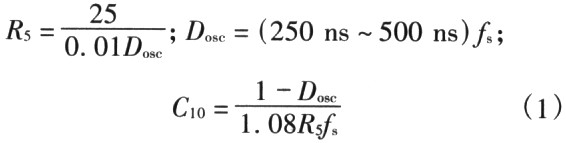 R₅ = 25 / 0.01D_osc ; D_osc = (250 ns ~ 500 ns) f_s ;
C₁₀ = 1 − D_osc / 1.08R₅f_s (1)